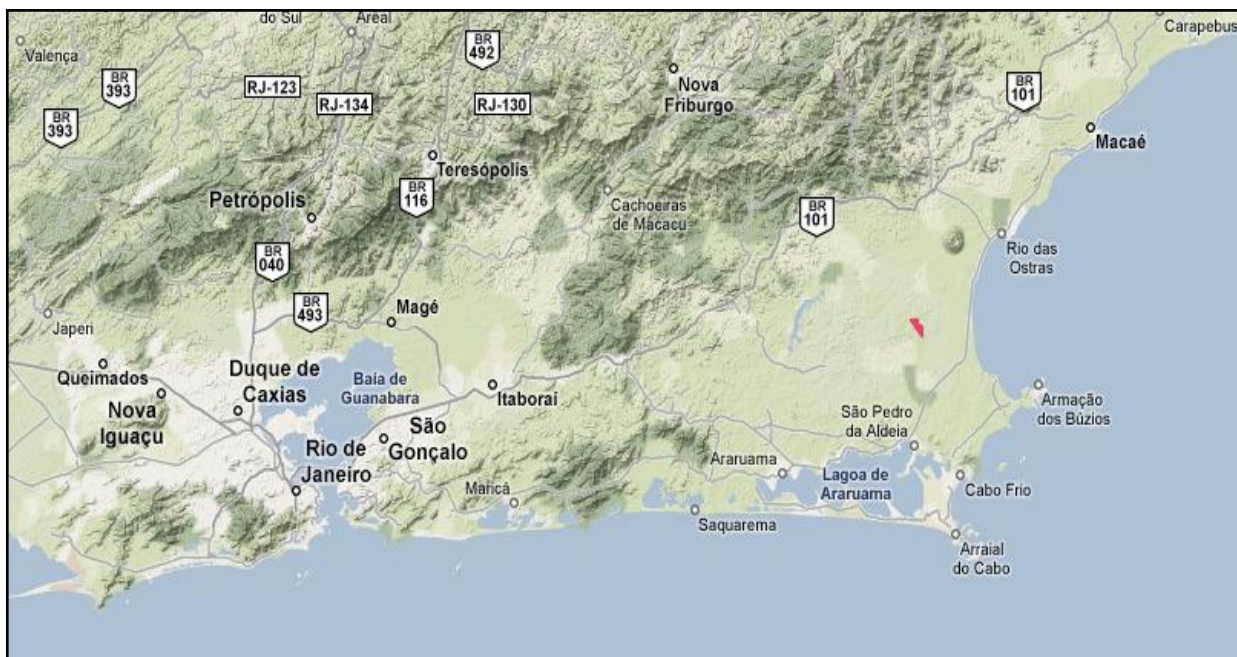 do Sul
Areal
Carapebus
Valença
BR
492
BR
393
RJ-123
RJ-134
RJ-130
Nova
Friburgo
BR
101
BR
393
Macaé
Teresópolis
Petrópolis
BR
116
Cachoeiras
de Macacu
BR
101
Rio das
Ostras
BR
040
BR
493
Magé
Japeri
Queimados
Duque de
Caxias
Baía de
Guanabara
Itaboraí
Armação
dos Búzios
Nova
Iguaçu
São
Gonçalo
São Pedro
da Aldeia
Rio de
Janeiro
Araruama
Lagoa de
Araruama
Maricá
Cabo Frio
Saquarema
Arraial
do Cabo